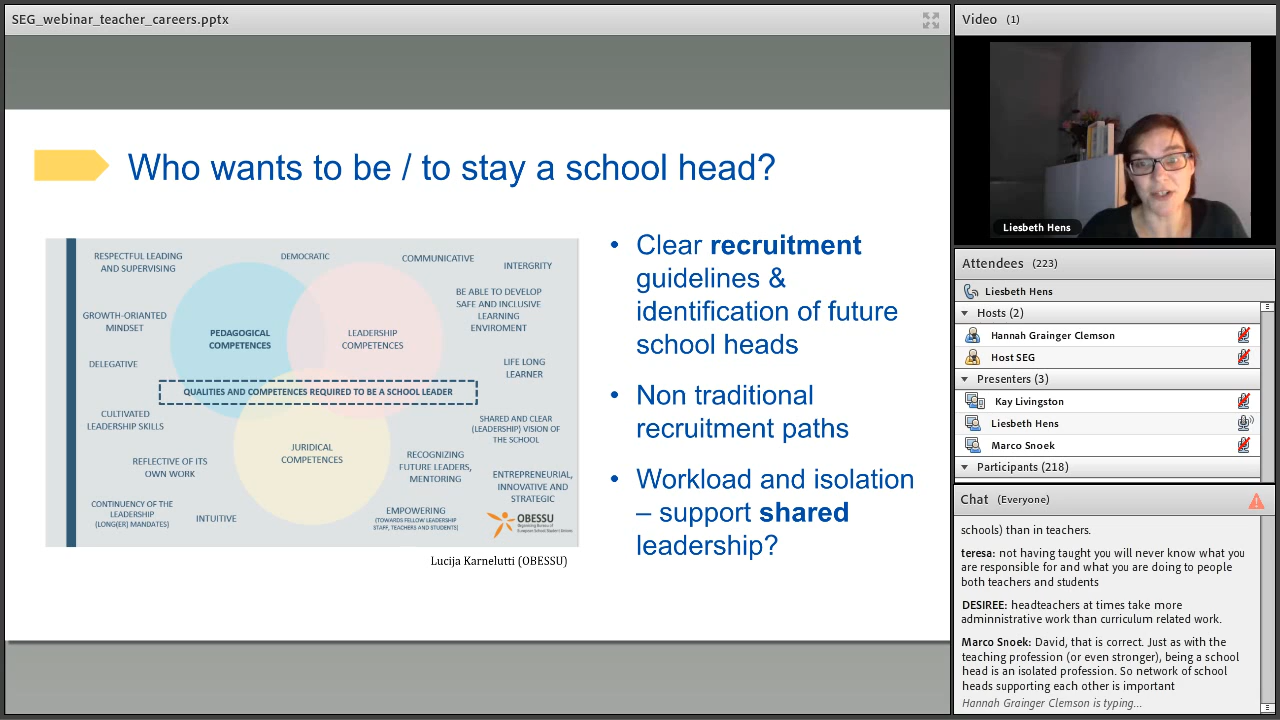 SEG_webinar_teacher_careers.pptx
Who wants to be / to stay a school head?
RESPECTFUL LEADING
AND SUPERVISING
DEMOCRATIC
COMMUNICATIVE
INTERGRITY
BE ABLE TO DEVELOP
SAFE AND INCLUSIVE
LEARNING
ENVIROMENT
GROWTH-ORIANTED
MINDSET
PEDAGOGICAL
COMPETENCES
LEADERSHIP
COMPETENCES
DELEGATIVE
LIFE LONG
LEARNER
QUALITIES AND COMPETENCES REQUIRED TO BE A SCHOOL LEADER
CULTIVATED
LEADERSHIP SKILLS
SHARED AND CLEAR
(LEADERSHIP) VISION OF
THE SCHOOL
JURIDICAL
COMPETENCES
REFLECTIVE OF ITS
OWN WORK
RECOGNIZING
FUTURE LEADERS,
MENTORING
ENTREPRENEURIAL,
INNOVATIVE AND
STRATEGIC
CONTINUENCY OF THE
LEADERSHIP
(LONG(ER) MANDATES)
INTUITIVE
EMPOWERING
(TOWARDS FELLOW LEADERSHIP
STAFF, TEACHERS AND STUDENTS)
OBESSU
Lucija Karnelutti (OBESSU)
• Clear recruitment
guidelines &
identification of future
school heads
• Non traditional
recruitment paths
• Workload and isolation
– support shared
leadership?
Video (1)
Liesbeth Hens
Attendees (223)
Liesbeth Hens
Hosts (2)
Hannah Grainger Clemson
Host SEG
Presenters (3)
Kay Livingston
Liesbeth Hens
Marco Snoek
Participants (218)
Chat (Everyone)
schools) than in teachers.
teresa: not having taught you will never know what you
are responsible for and what you are doing to people
both teachers and students
DESIREE: headteachers at times take more
adminnistrative work than curriculum related work.
Marco Snoek: David, that is correct. Just as with the
teaching profession (or even stronger), being a school
head is an isolated profession. So network of school
heads supporting each other is important
Hannah Grainger Clemson is typing...